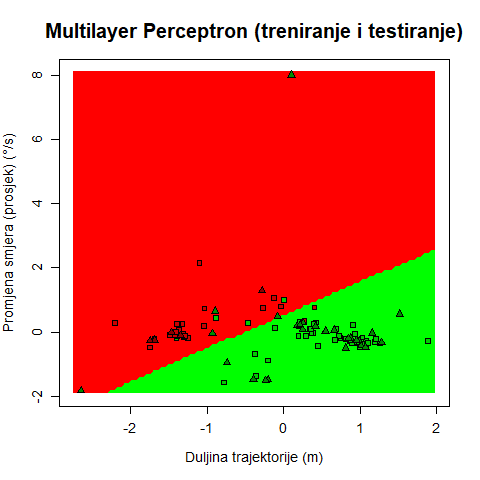 Multilayer Perceptron (treniranje i testiranje)
Promjena smjera (prosjek) (°/s)
8
6
4
2
0
-2
-2 -1 0 1 2
Duljina trajektorije (m)